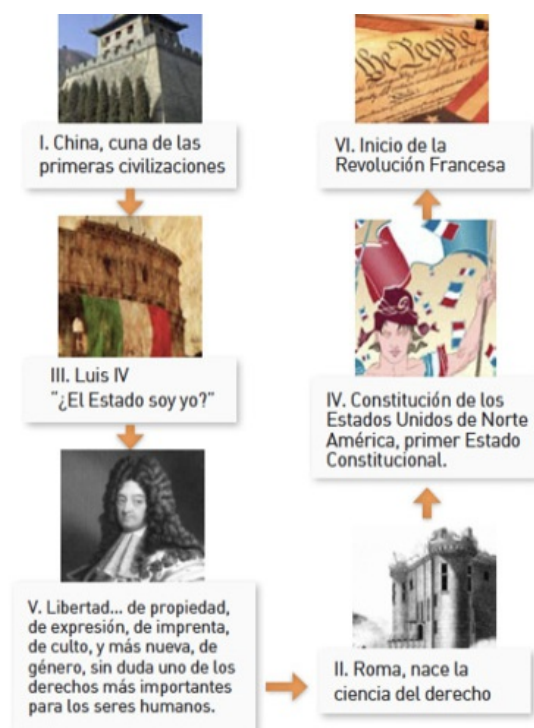 I. China, cuna de las
primeras civilizaciones
III. Luis IV
“¿El Estado soy yo?”
V. Libertad... de propiedad,
de expresión, de imprenta,
de culto, y más nueva, de
género, sin duda uno de los
derechos más importantes
para los seres humanos.
II. Roma, nace la
ciencia del derecho
IV. Constitución de los
Estados Unidos de Norte
América, primer Estado
Constitucional.
We People
VI. Inicio de la
Revolución Francesa